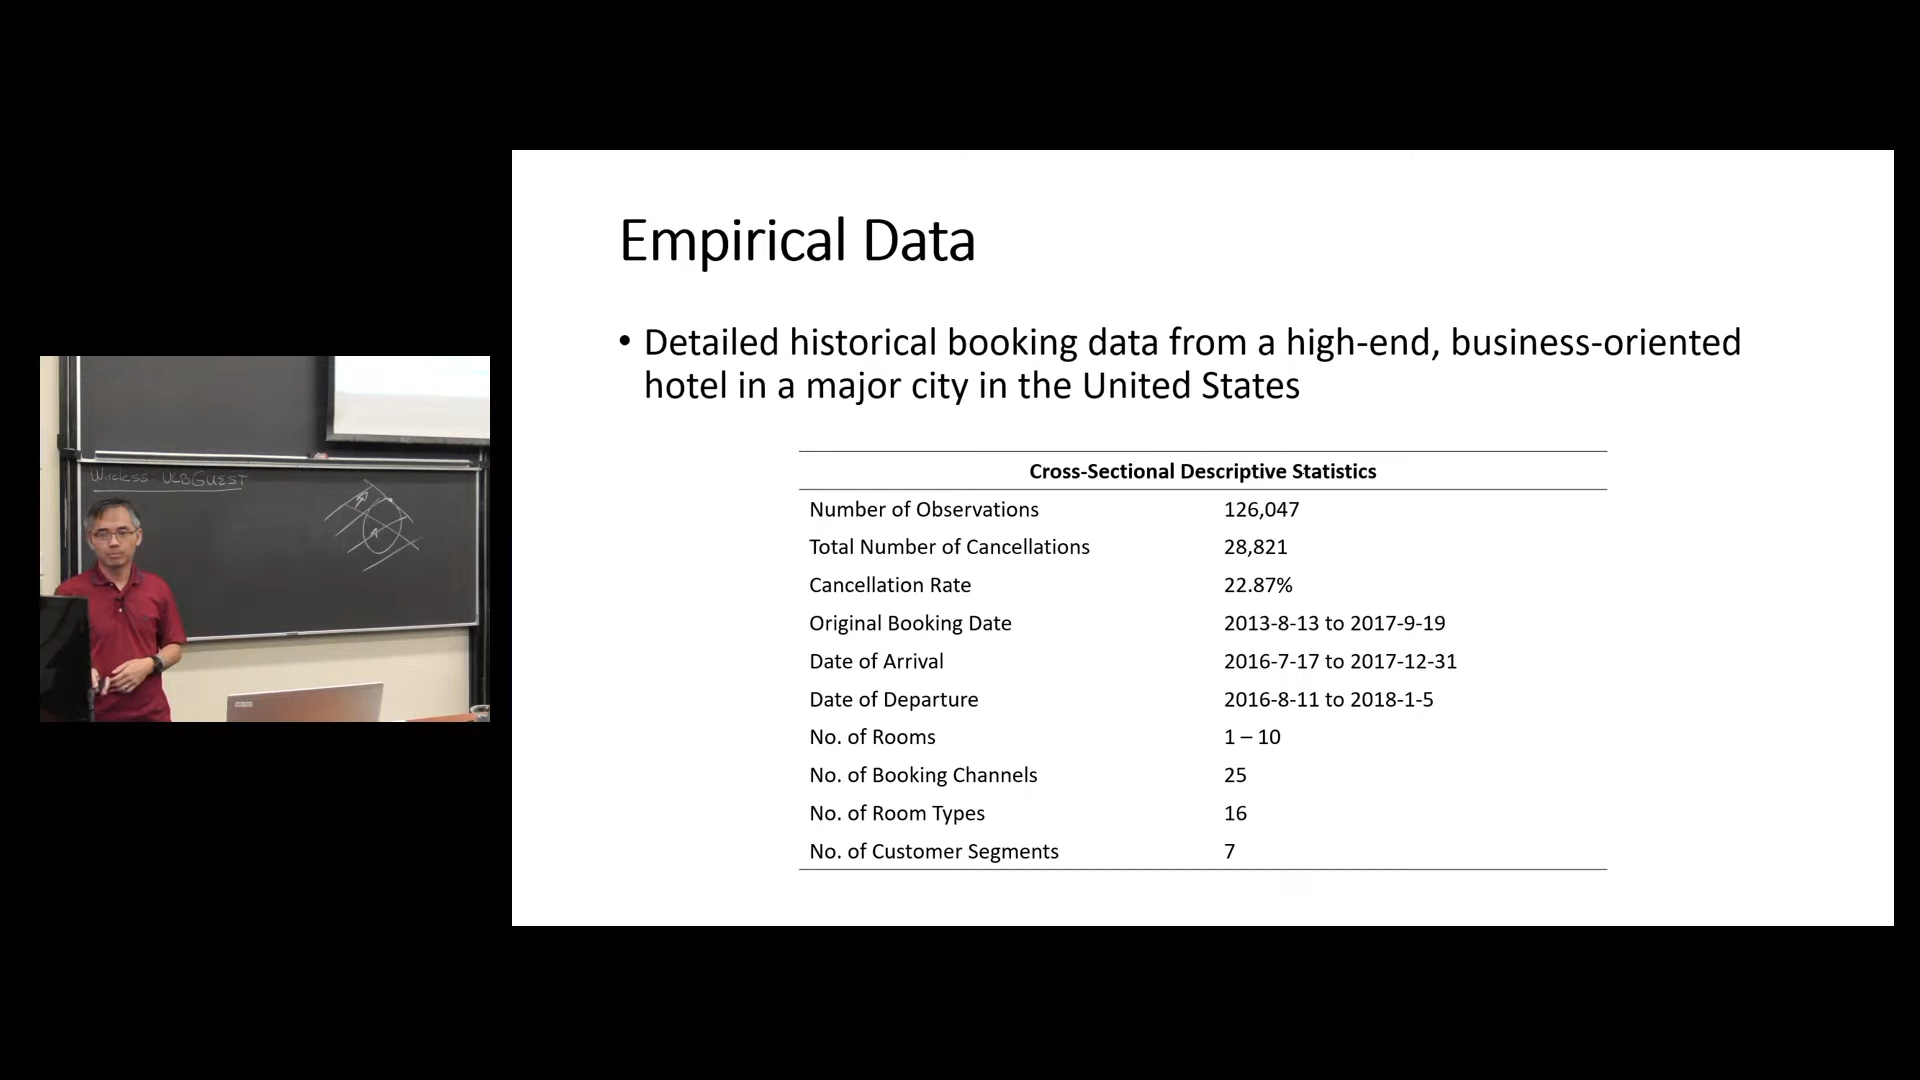 Empirical Data
• Detailed historical booking data from a high-end, business-oriented
hotel in a major city in the United States
Cross-Sectional Descriptive Statistics
Number of Observations 126,047
Total Number of Cancellations 28,821
Cancellation Rate 22.87%
Original Booking Date 2013-8-13 to 2017-9-19
Date of Arrival 2016-7-17 to 2017-12-31
Date of Departure 2016-8-11 to 2018-1-5
No. of Rooms 1 – 10
No. of Booking Channels 25
No. of Room Types 16
No. of Customer Segments 7
Wireless UCBGUEST
A